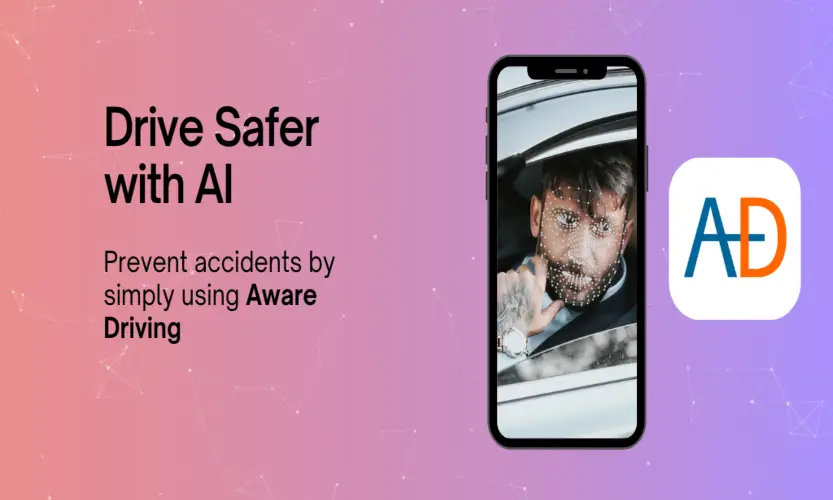 Drive Safer
with AI
Prevent accidents by
simply using Aware
Driving
AD